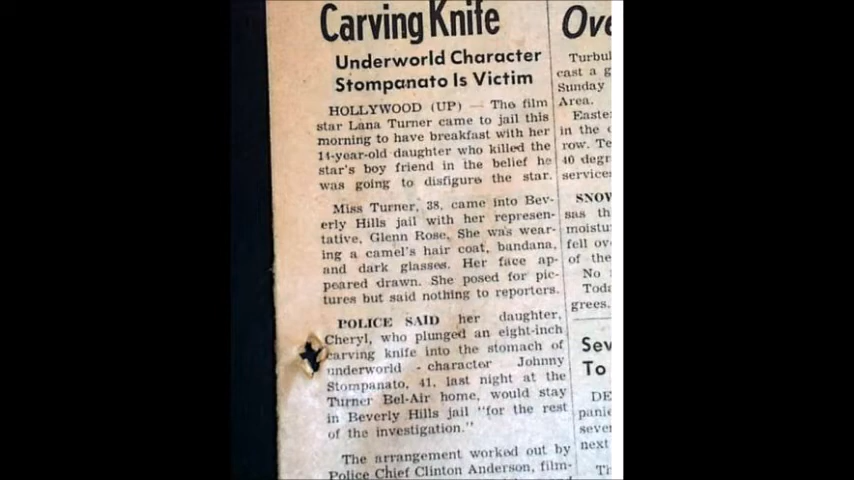 Carving Knife
Underworld Character
Stompanato Is Victim
HOLLYWOOD (UP) — The film
star Lana Turner came to jail this
morning to have breakfast with her
14-year-old daughter who killed the
star's boy friend in the belief he
was going to disfigure the star.
Miss Turner, 38, came into Bev-
erly Hills jail with her represen-
tative, Glenn Rose. She was wear-
ing a camel's hair coat, bandana,
and dark glasses. Her face ap-
peared drawn. She posed for pic-
tures but said nothing to reporters.
POLICE SAID her daughter,
Cheryl, who plunged an eight-inch
carving knife into the stomach of
underworld - character Johnny
Stompanato, 41, last night at the
Turner Bel-Air home, would stay
in Beverly Hills jail "for the rest
of the investigation."
The arrangement worked out by
Police Chief Clinton Anderson, film-
Ove
Turbul
cast a g
Sunday
Area.
Easte
in the c
row. Te
40 degr
service
SNOW
sas th
moistu
fell ov
of the
No
Toda
grees.
Sev
To
DE
panie
sever
next
Th